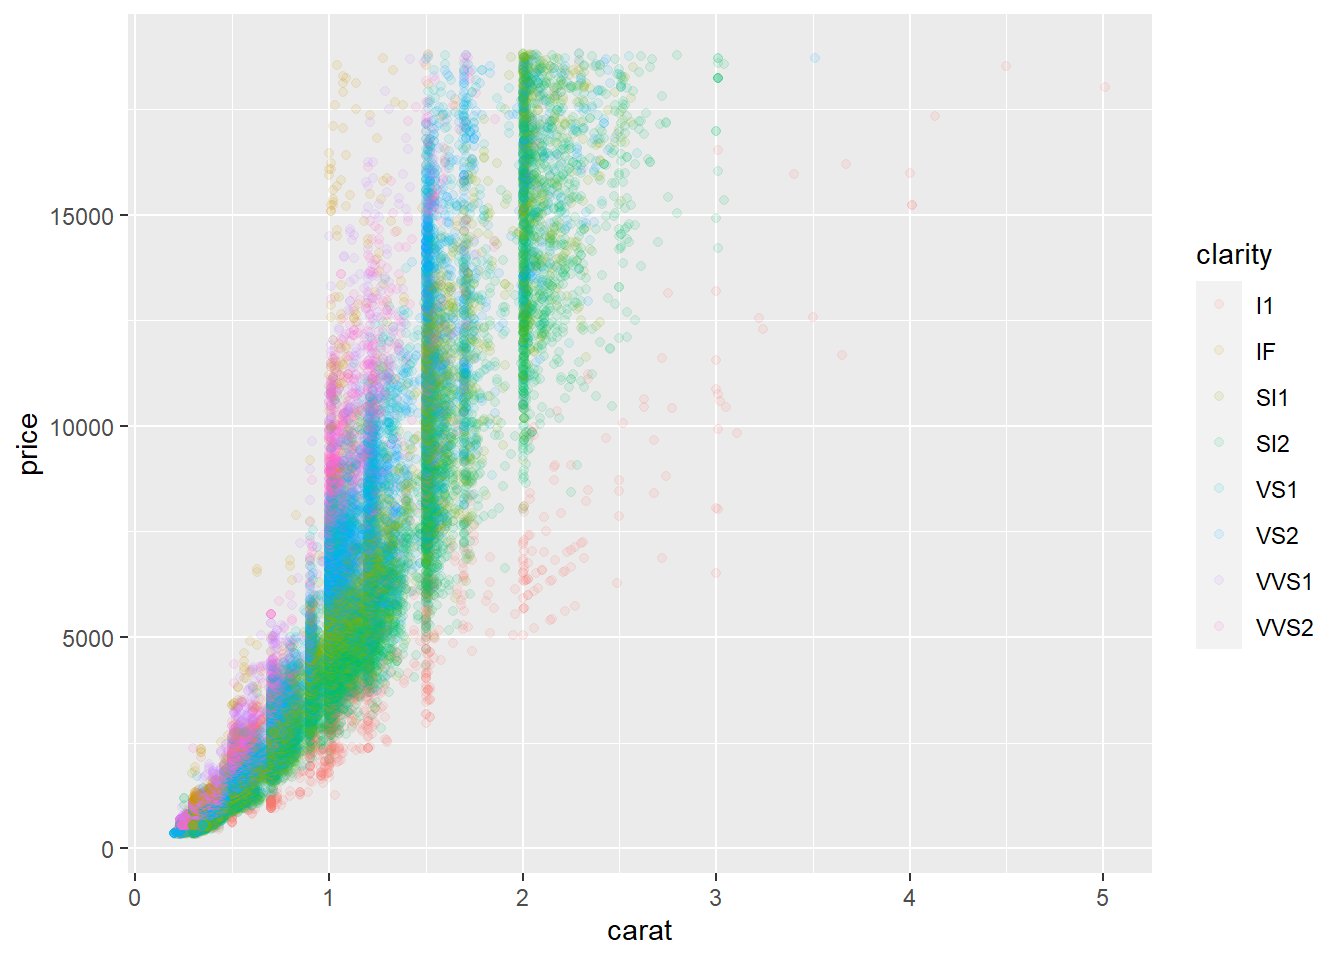 price
15000
10000
5000
0
0 1 2 3 4 5
carat
clarity
I1
IF
SI1
SI2
VS1
VS2
VVS1
VVS2